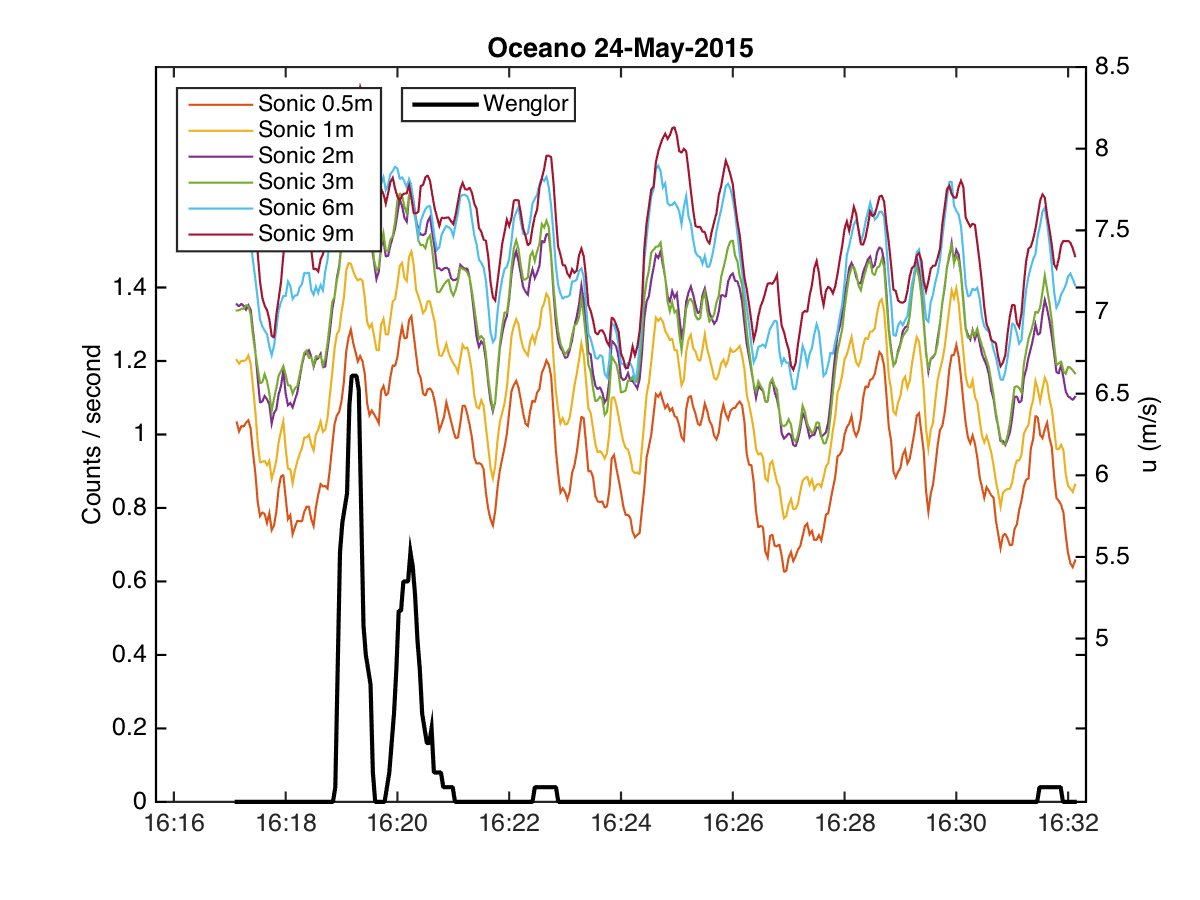 Oceano 24-May-2015
Sonic 0.5m
Sonic 1m
Sonic 2m
Sonic 3m
Sonic 6m
Sonic 9m
Wenglor
Counts / second
1.4
1.2
1
0.8
0.6
0.4
0.2
0
8.5
8
7.5
7
6.5
6
5.5
5
u (m/s)
16:16 16:18 16:20 16:22 16:24 16:26 16:28 16:30 16:32